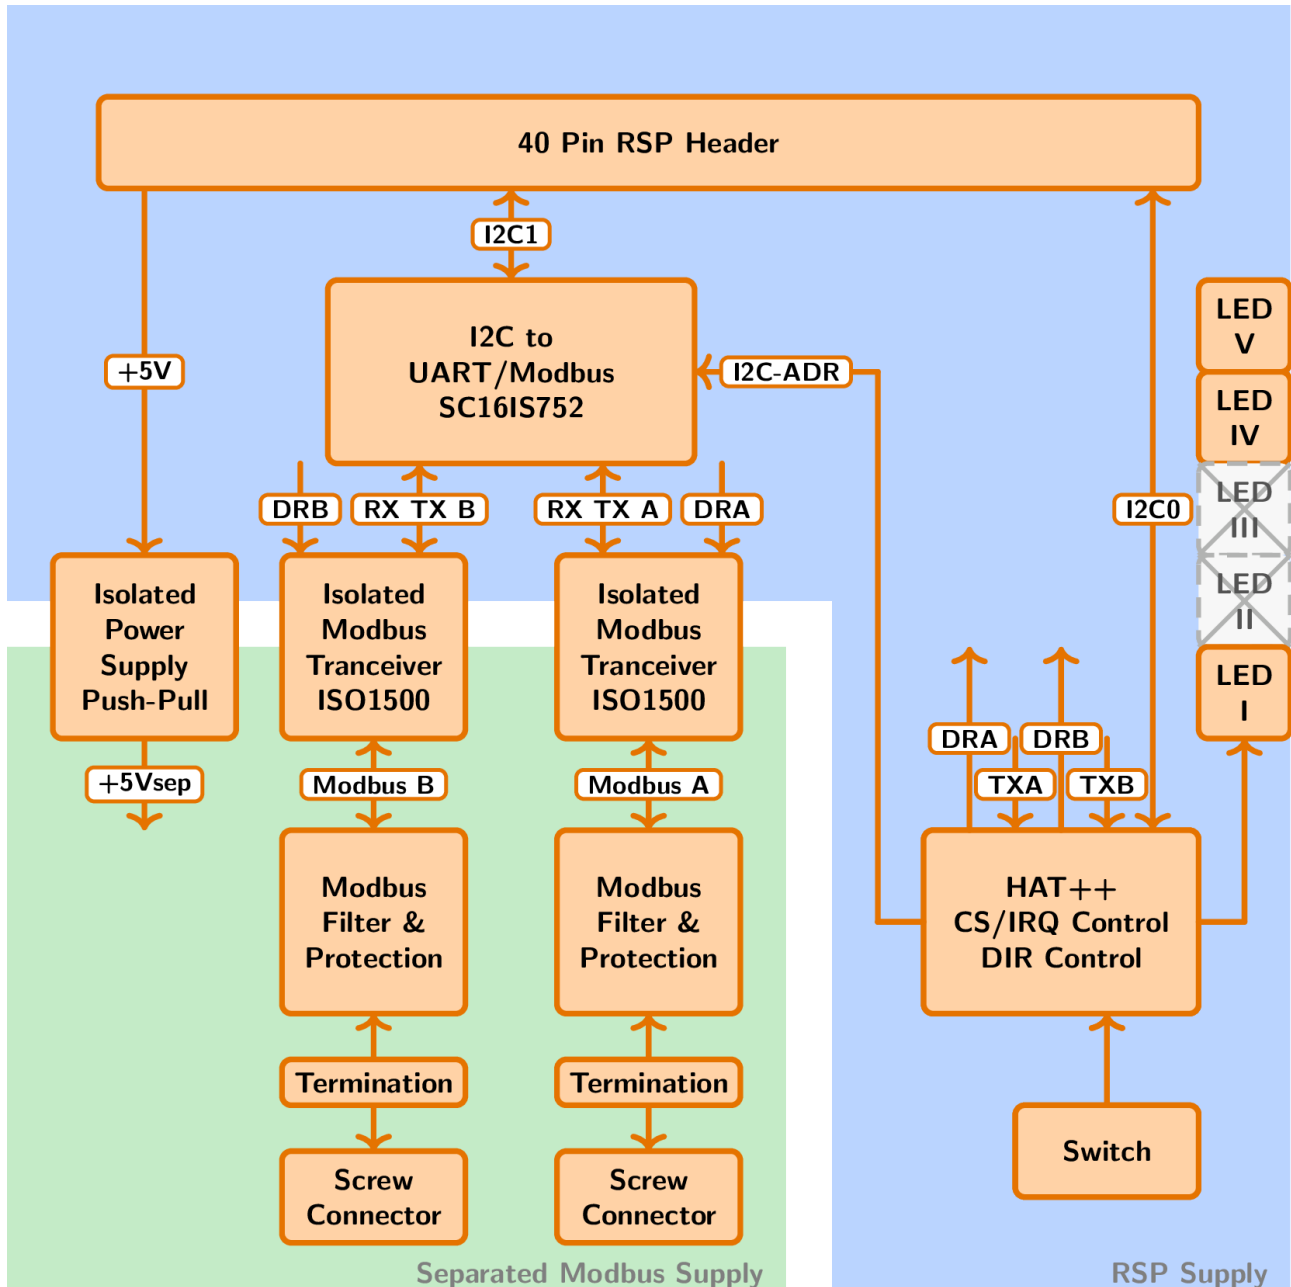 40 Pin RSP Header
I2C1
I2C to
UART/Modbus
SC16IS752
+5V
I2C-ADR
LED
V
LED
IV
LED
III
LED
II
LED
I
DRB
RX TX B
RX TX A
DRA
I2C0
Isolated
Power
Supply
Push-Pull
Isolated
Modbus
Tranceiver
ISO1500
Isolated
Modbus
Tranceiver
ISO1500
DRA
DRB
TXA
TXB
+5Vsep
Modbus B
Modbus A
Modbus
Filter &
Protection
Modbus
Filter &
Protection
HAT++
CS/IRQ Control
DIR Control
Termination
Termination
Screw
Connector
Screw
Connector
Switch
Separated Modbus Supply
RSP Supply